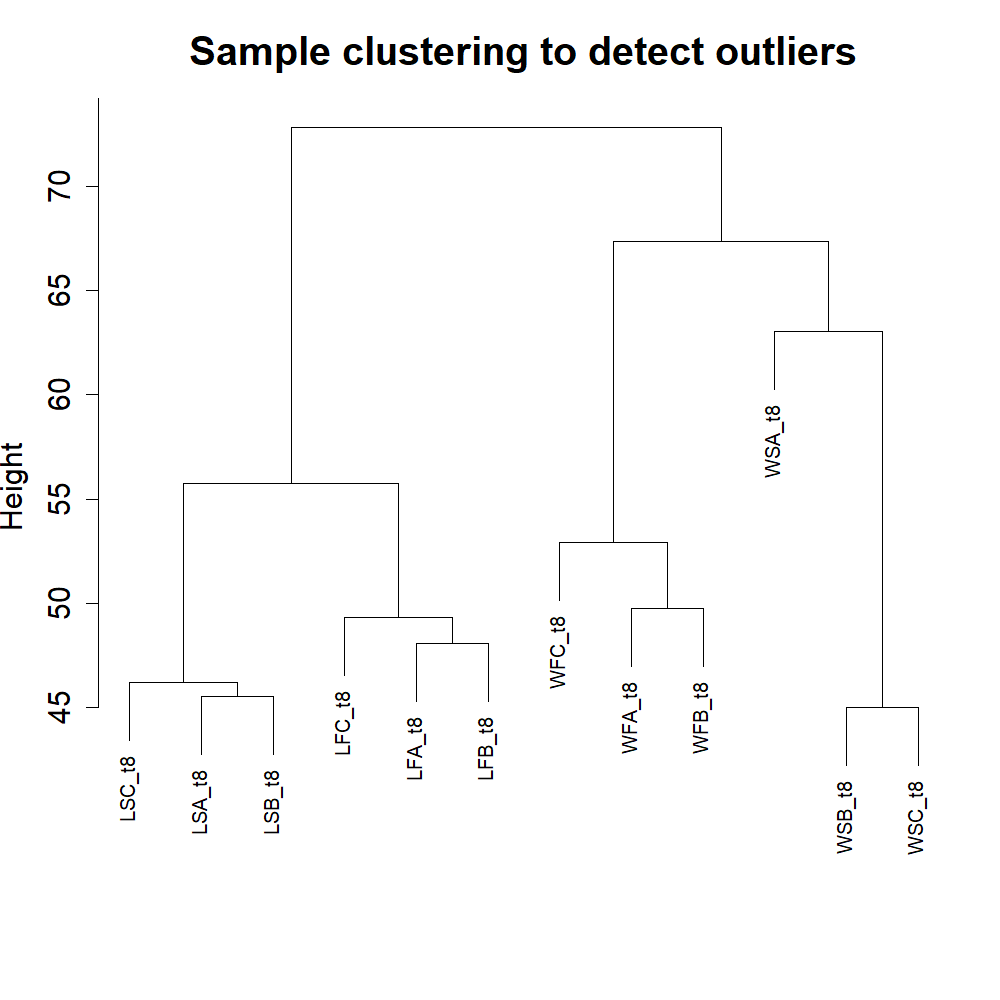 Sample clustering to detect outliers
Height
70
65
60
55
50
45
LSC_t8
LSA_t8
LSB_t8
LFC_t8
LFA_t8
LFB_t8
WFC_t8
WFA_t8
WFB_t8
WSA_t8
WSB_t8
WSC_t8